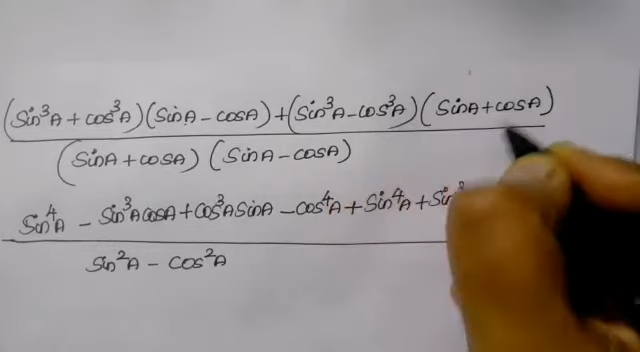 (Sin³A + cos³A)(SinA - cosA) + (Sin³A - cos³A)(SinA + cosA)
(SinA + cosA) (SinA - cosA)
Sin⁴A - Sin³A cosA + cos³A SinA - cos⁴A + Sin⁴A +
Sin²A - cos²A